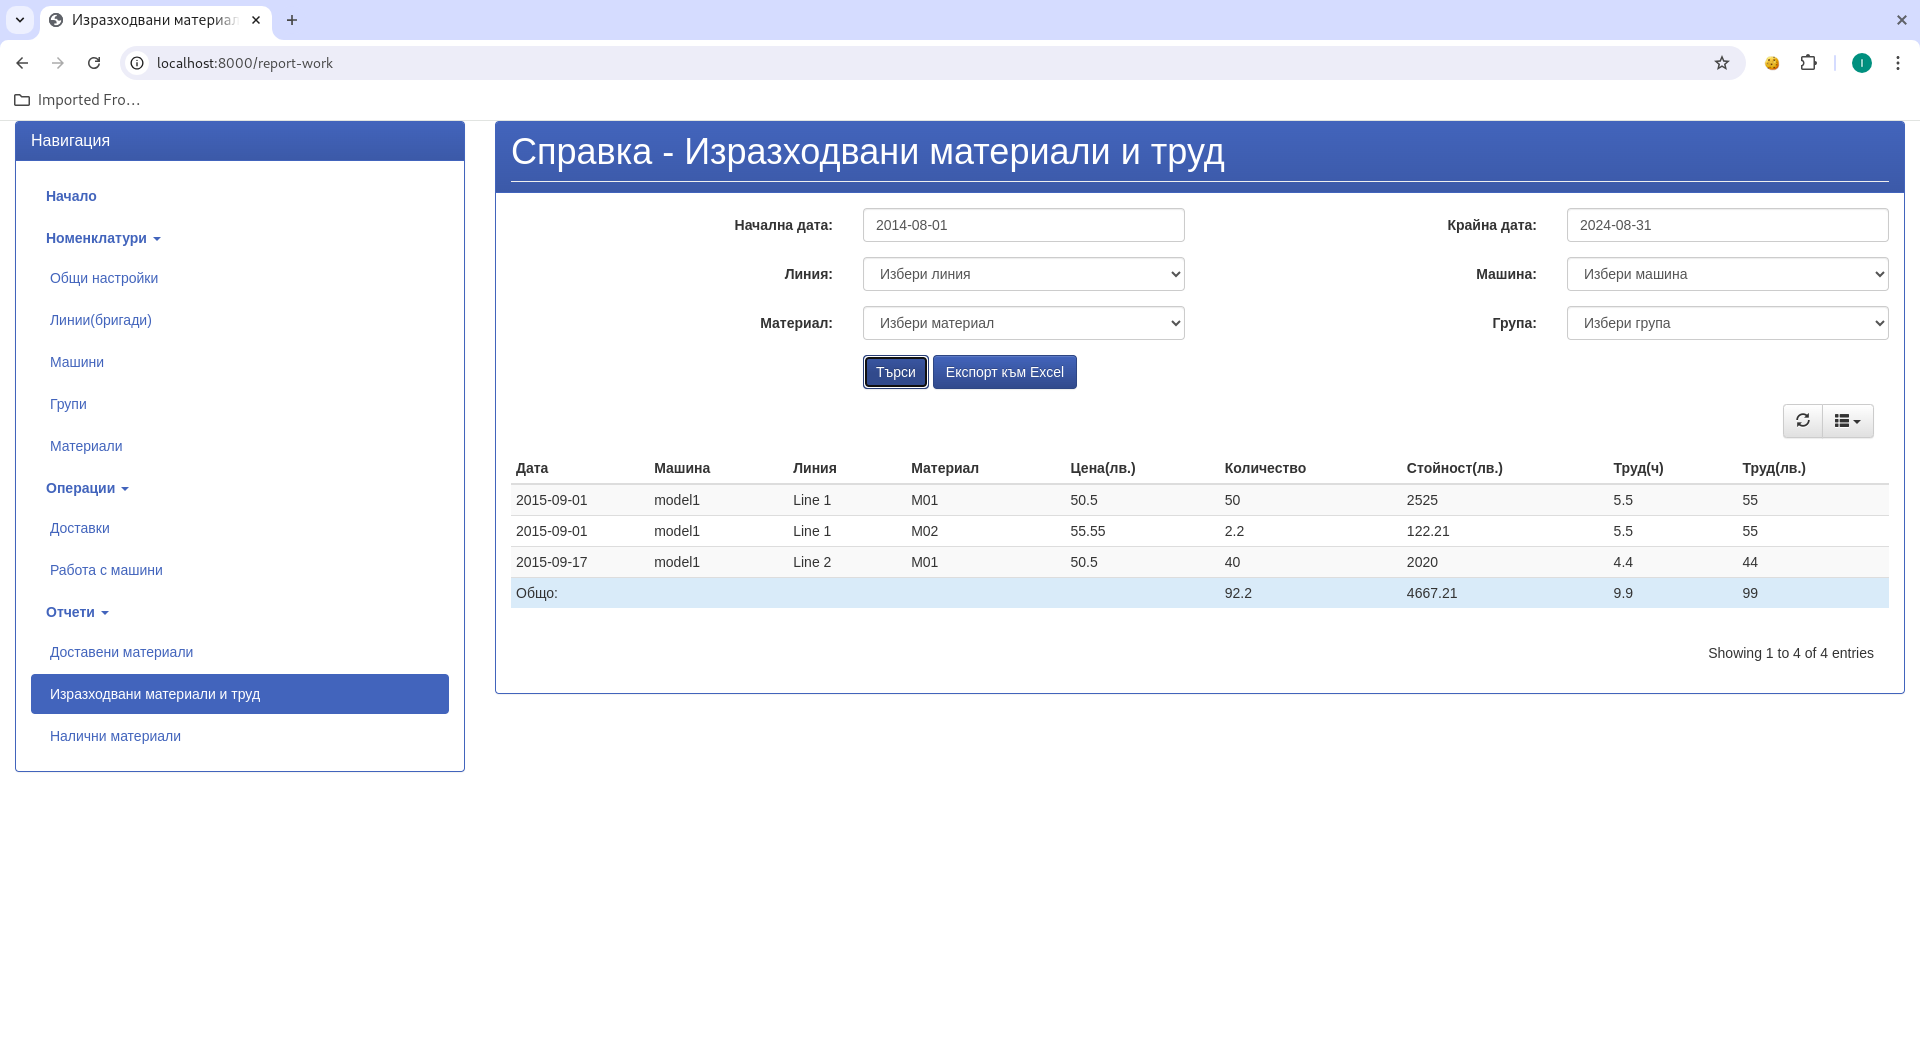 Изразходвани материал
localhost:8000/report-work
I
Imported Fro…
Навигация
Начало
Номенклатури
Общи настройки
Линии(бригади)
Машини
Групи
Материали
Операции
Доставки
Работа с машини
Отчети
Доставени материали
Изразходвани материали и труд
Налични материали
Справка - Изразходвани материали и труд
Начална дата: 2014-08-01 Крайна дата: 2024-08-31
Линия: Избери линия Машина: Избери машина
Материал: Избери материал Група: Избери група
Търси Експорт към Excel
Дата Машина Линия Материал Цена(лв.) Количество Стойност(лв.) Труд(ч) Труд(лв.)
2015-09-01 model1 Line 1 M01 50.5 50 2525 5.5 55
2015-09-01 model1 Line 1 M02 55.55 2.2 122.21 5.5 55
2015-09-17 model1 Line 2 M01 50.5 40 2020 4.4 44
Общо: 92.2 4667.21 9.9 99
Showing 1 to 4 of 4 entries